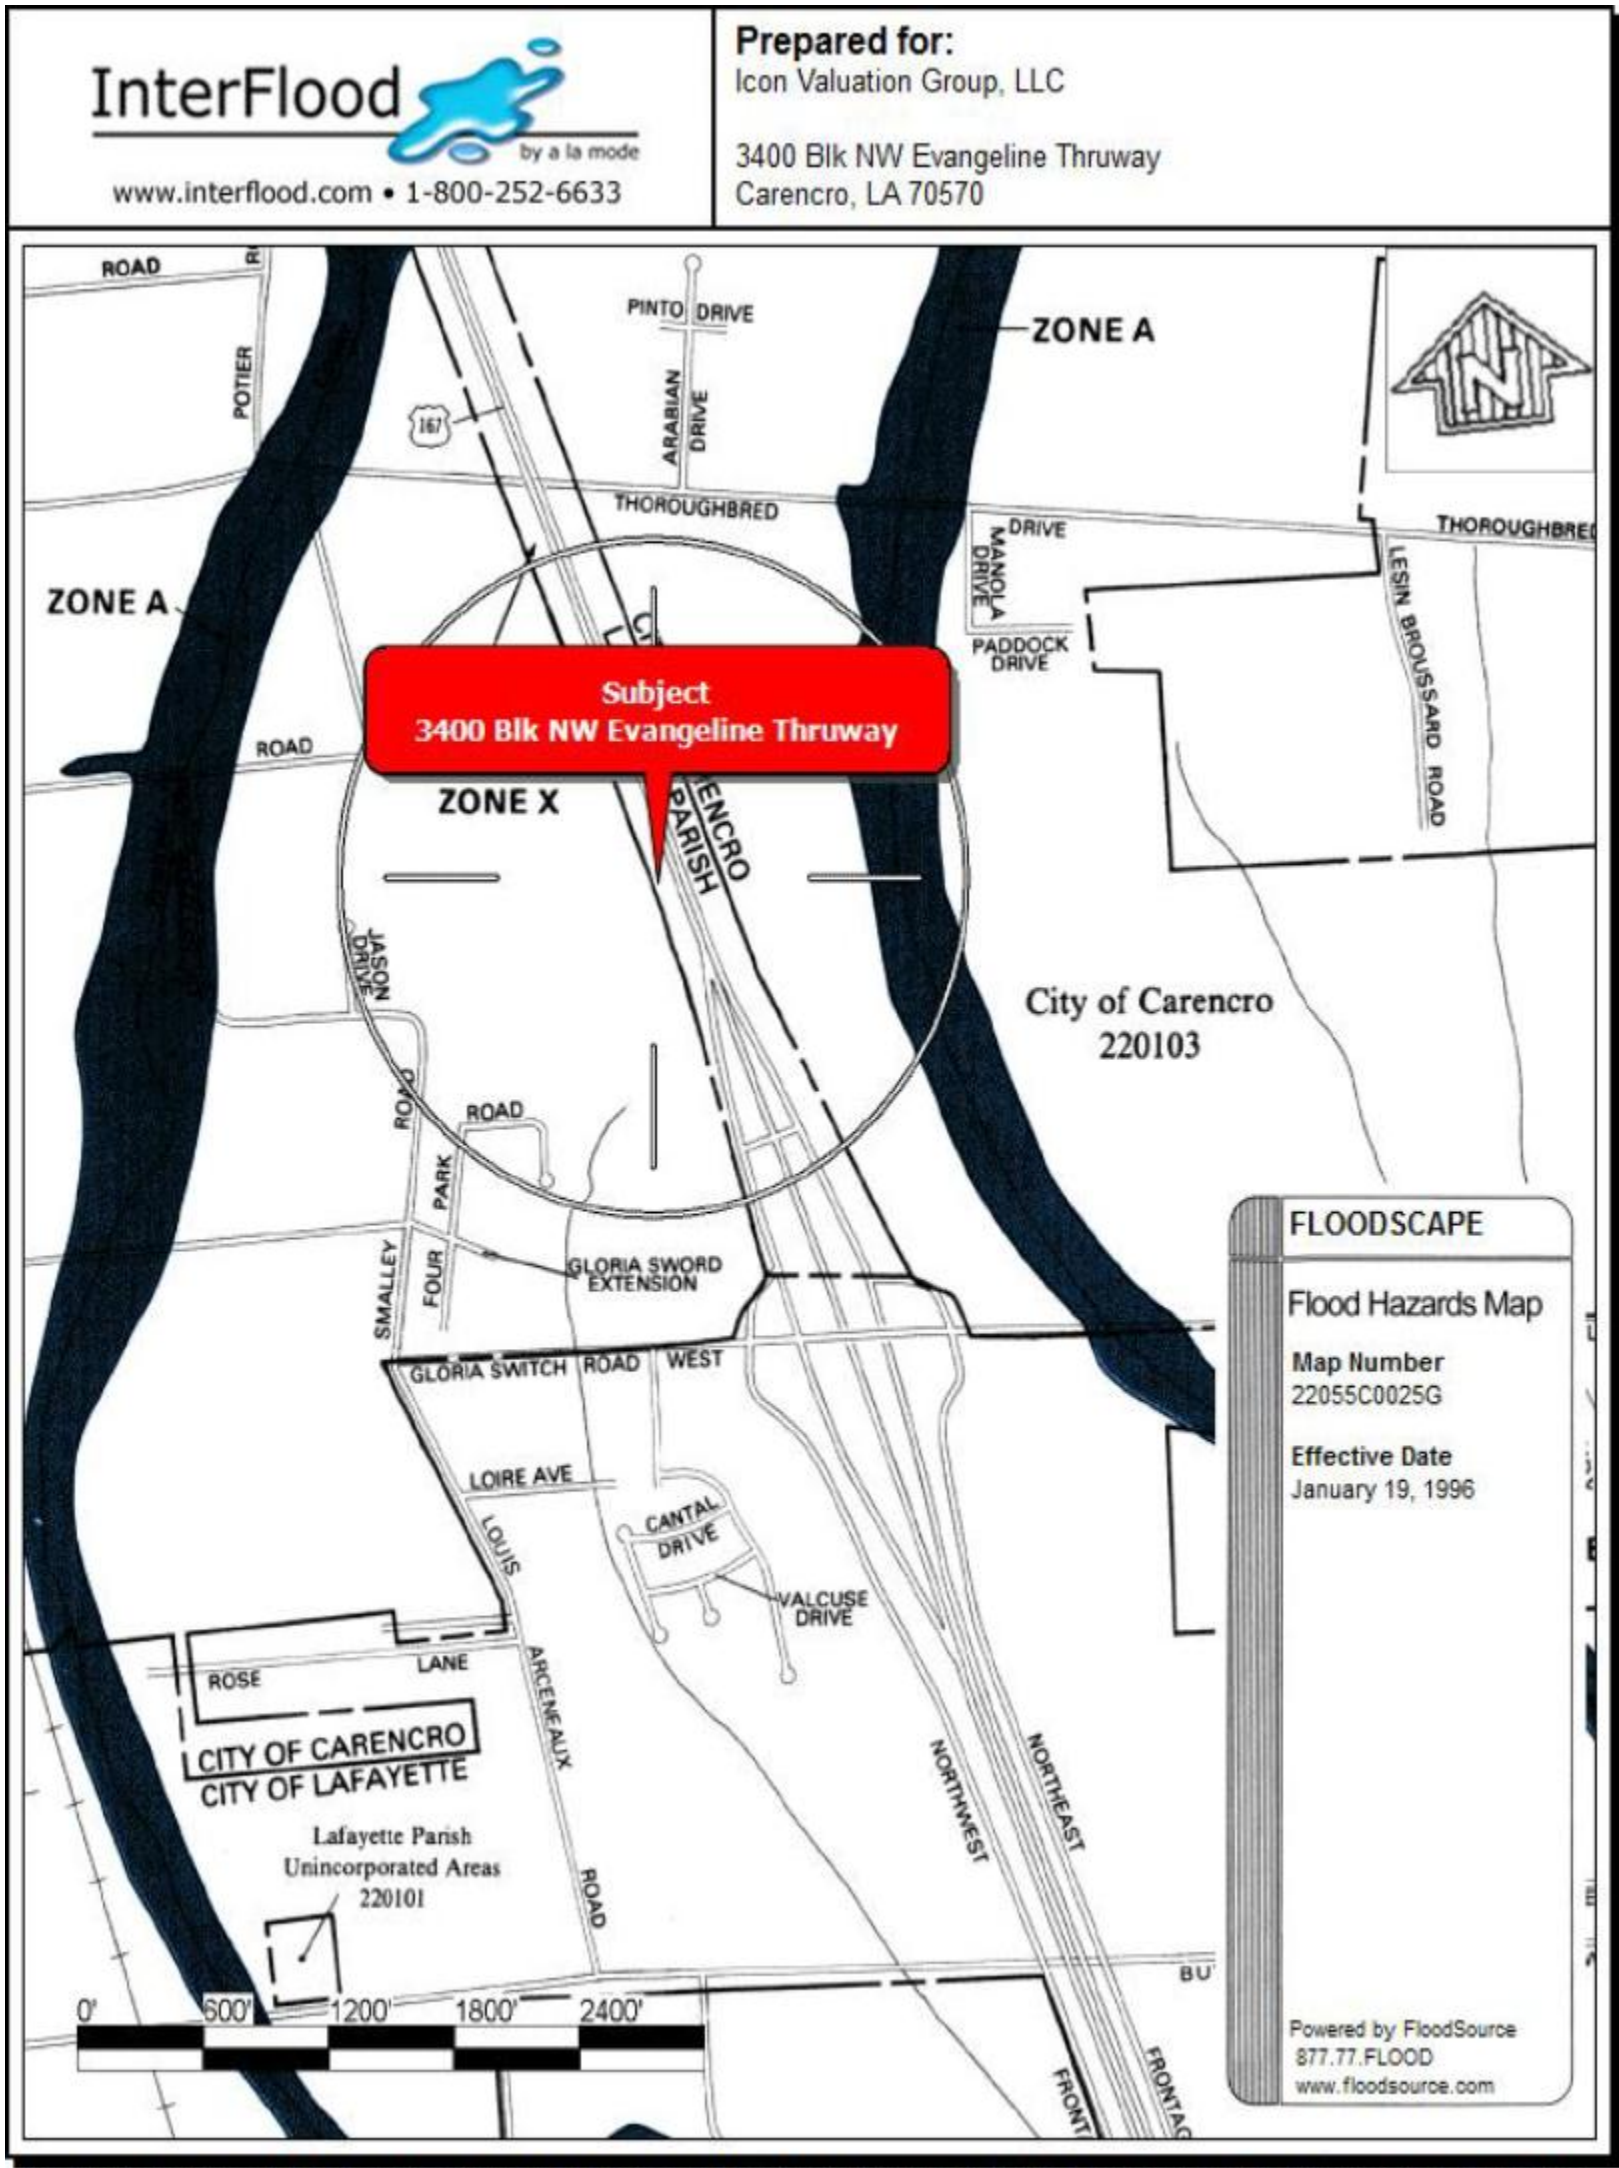 InterFlood
by a la mode
www.interflood.com • 1-800-252-6633
Prepared for:
Icon Valuation Group, LLC
3400 Blk NW Evangeline Thruway
Carencro, LA 70570
ROAD
POTIER
PINTO DRIVE
ZONE A
N
167
ARABIAN
DRIVE
THOROUGHBRED
DRIVE
THOROUGHBRED
MANOLA
DRIVE
PADDOCK
DRIVE
LESIN BROUSSARD ROAD
ZONE A
Subject
3400 Blk NW Evangeline Thruway
ROAD
ZONE X
ENCRO
PARISH
JASON
DRIVE
City of Carencro
220103
ROAD
ROAD
PARK
FOUR
SMALLEY
GLORIA SWORD
EXTENSION
GLORIA SWITCH ROAD WEST
LOIRE AVE
LOUIS
CANTAL
DRIVE
VALCUSE
DRIVE
ROSE
LANE
ARCENEAUX
ROAD
CITY OF CARENCRO
CITY OF LAFAYETTE
Lafayette Parish
Unincorporated Areas
220101
NORTHWEST
NORTHEAST
BU
FRONT
FRONTAG
0' 600' 1200' 1800' 2400'
FLOODSCAPE
Flood Hazards Map
Map Number
22055C0025G
Effective Date
January 19, 1996
Powered by FloodSource
877.77.FLOOD
www.floodsource.com